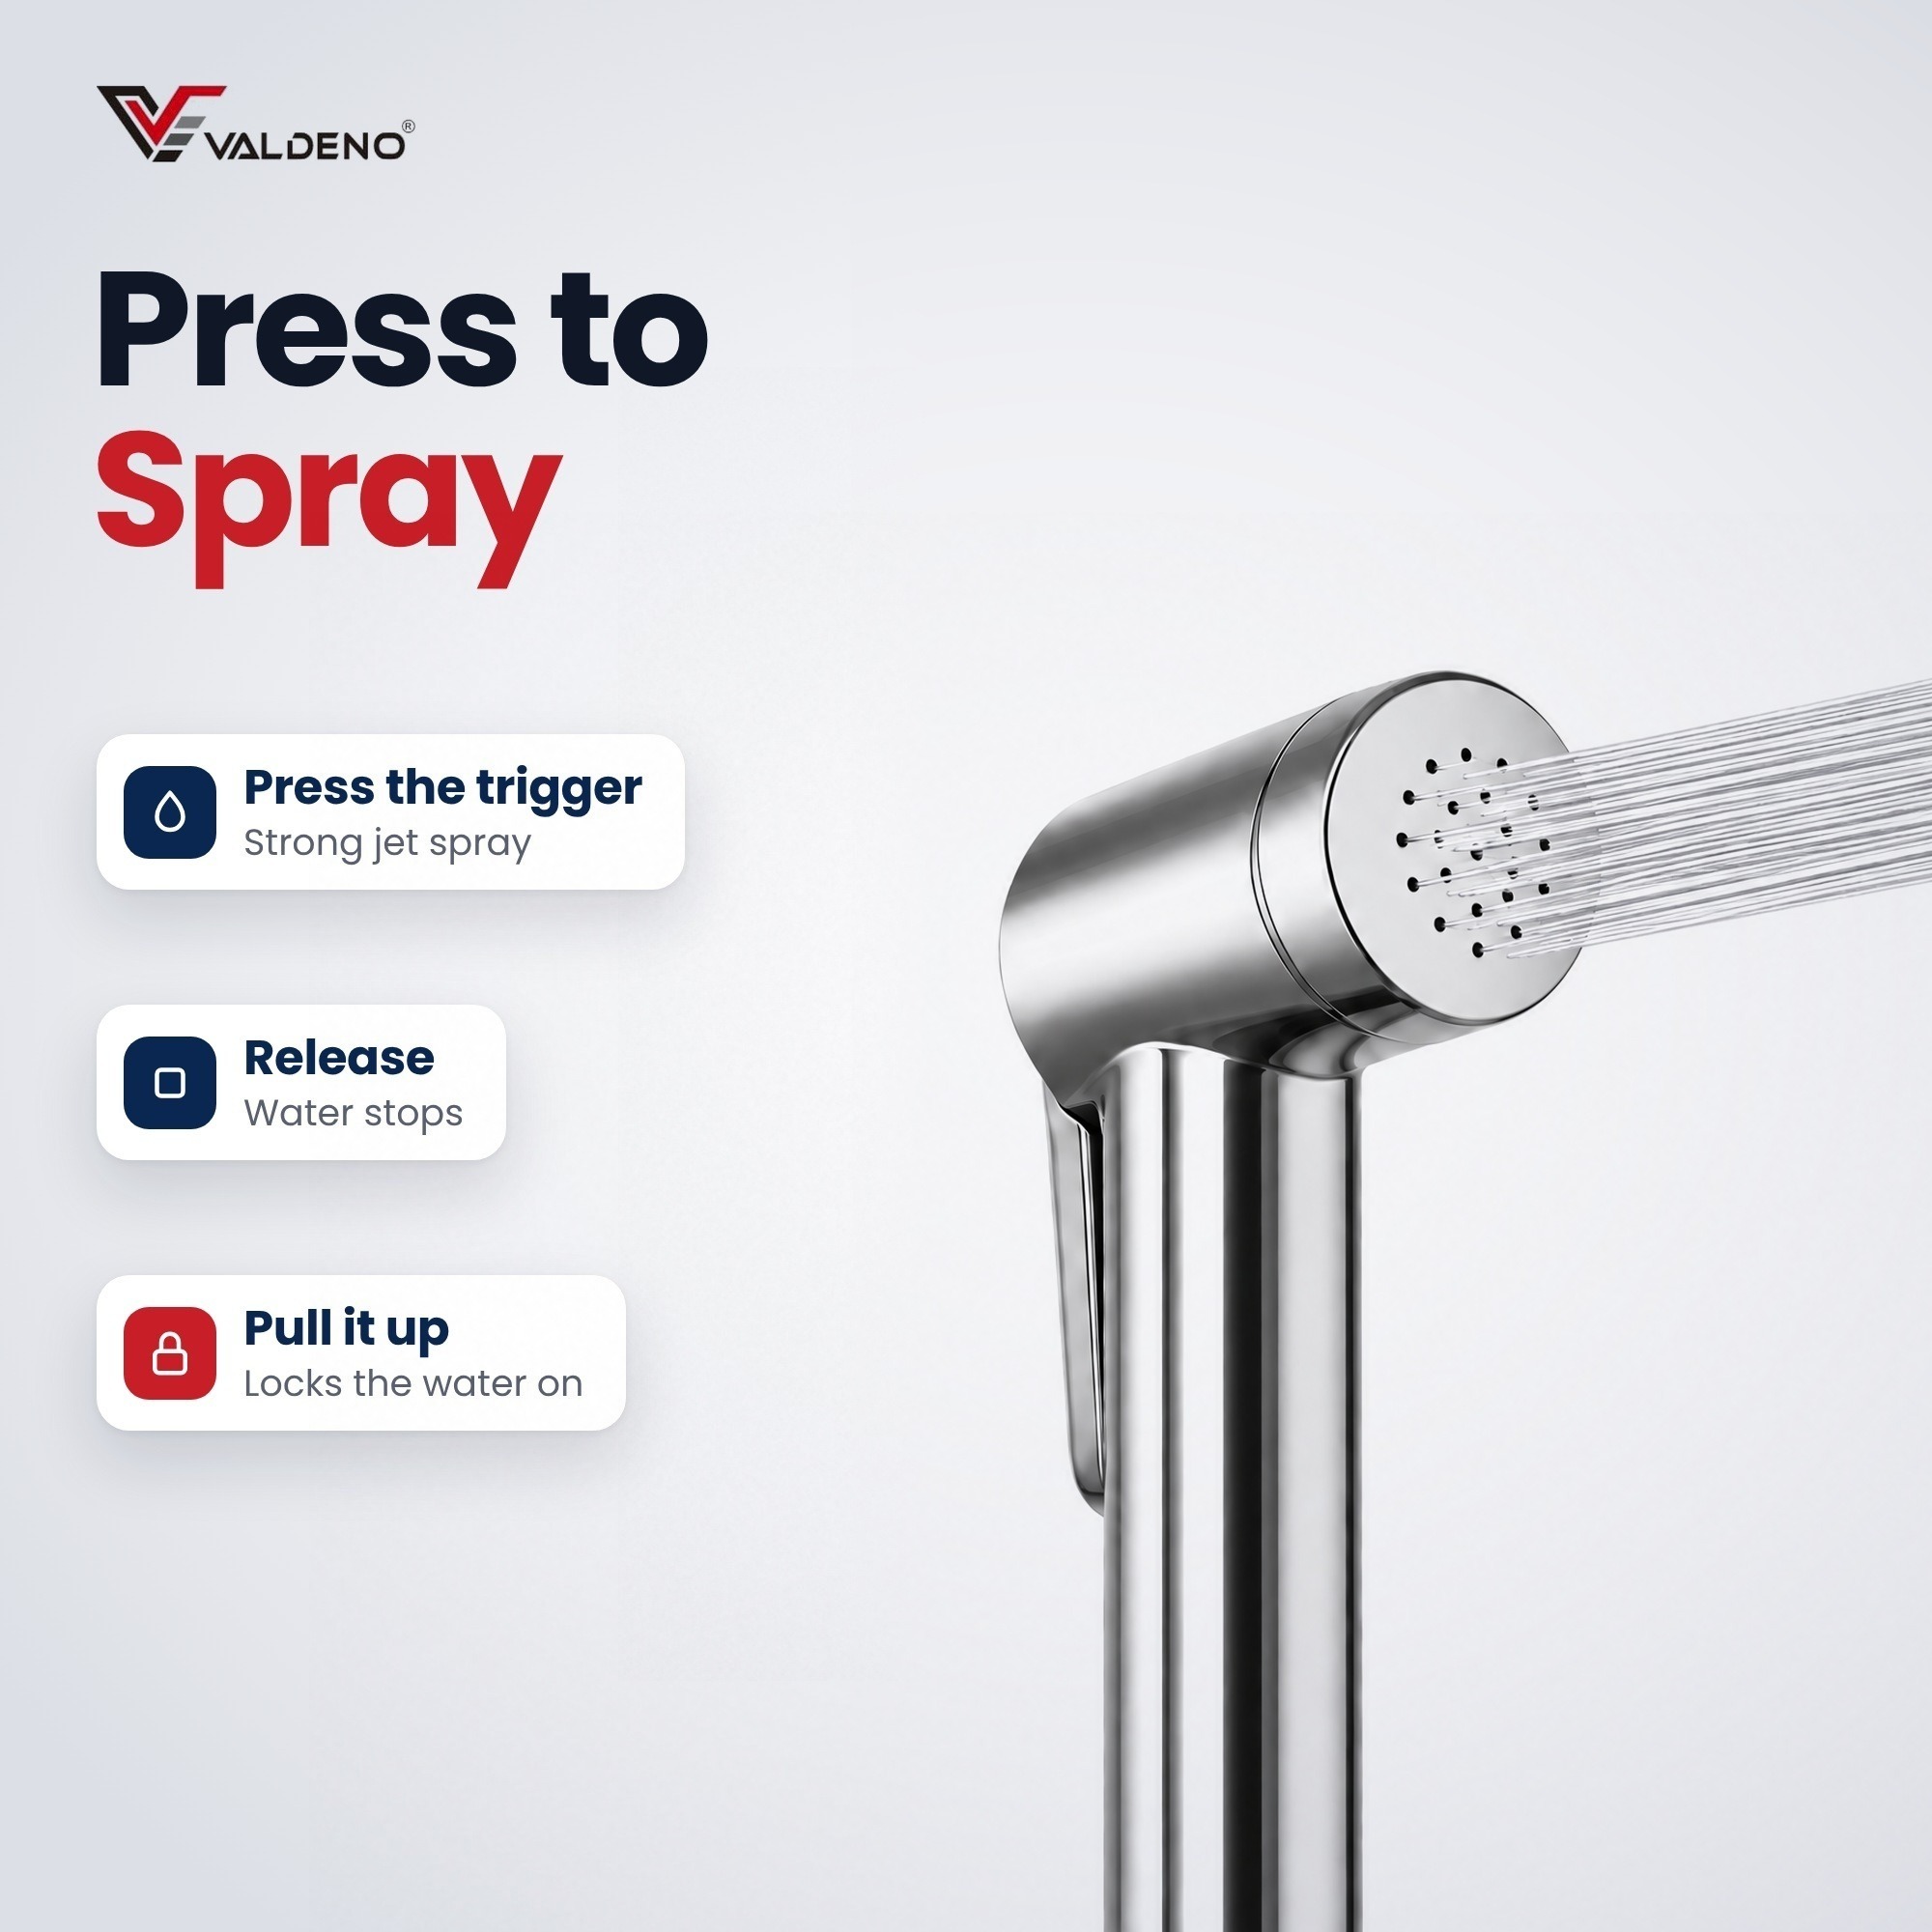 VALDENO®
Press to
Spray
Press the trigger
Strong jet spray
Release
Water stops
Pull it up
Locks the water on